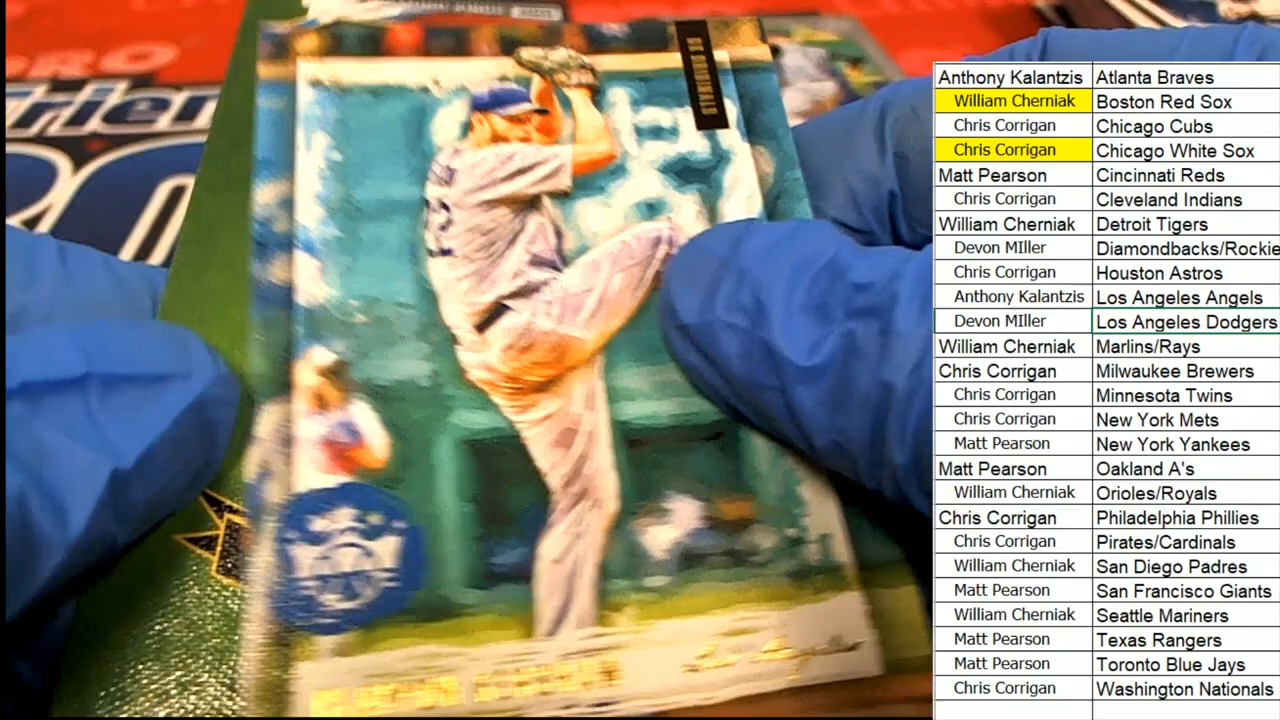 RO
Anthony Kalantzis Atlanta Braves
William Cherniak Boston Red Sox
Chris Corrigan Chicago Cubs
Chris Corrigan Chicago White Sox
Matt Pearson Cincinnati Reds
Chris Corrigan Cleveland Indians
William Cherniak Detroit Tigers
Devon MIller Diamondbacks/Rockie
Chris Corrigan Houston Astros
Anthony Kalantzis Los Angeles Angels
Devon MIller Los Angeles Dodgers
William Cherniak Marlins/Rays
Chris Corrigan Milwaukee Brewers
Chris Corrigan Minnesota Twins
Chris Corrigan New York Mets
Matt Pearson New York Yankees
Matt Pearson Oakland A's
William Cherniak Orioles/Royals
Chris Corrigan Philadelphia Phillies
Chris Corrigan Pirates/Cardinals
William Cherniak San Diego Padres
Matt Pearson San Francisco Giants
William Cherniak Seattle Mariners
Matt Pearson Texas Rangers
Matt Pearson Toronto Blue Jays
Chris Corrigan Washington Nationals